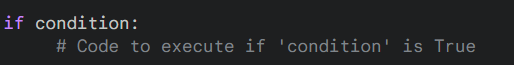 if condition:
    # Code to execute if 'condition' is True